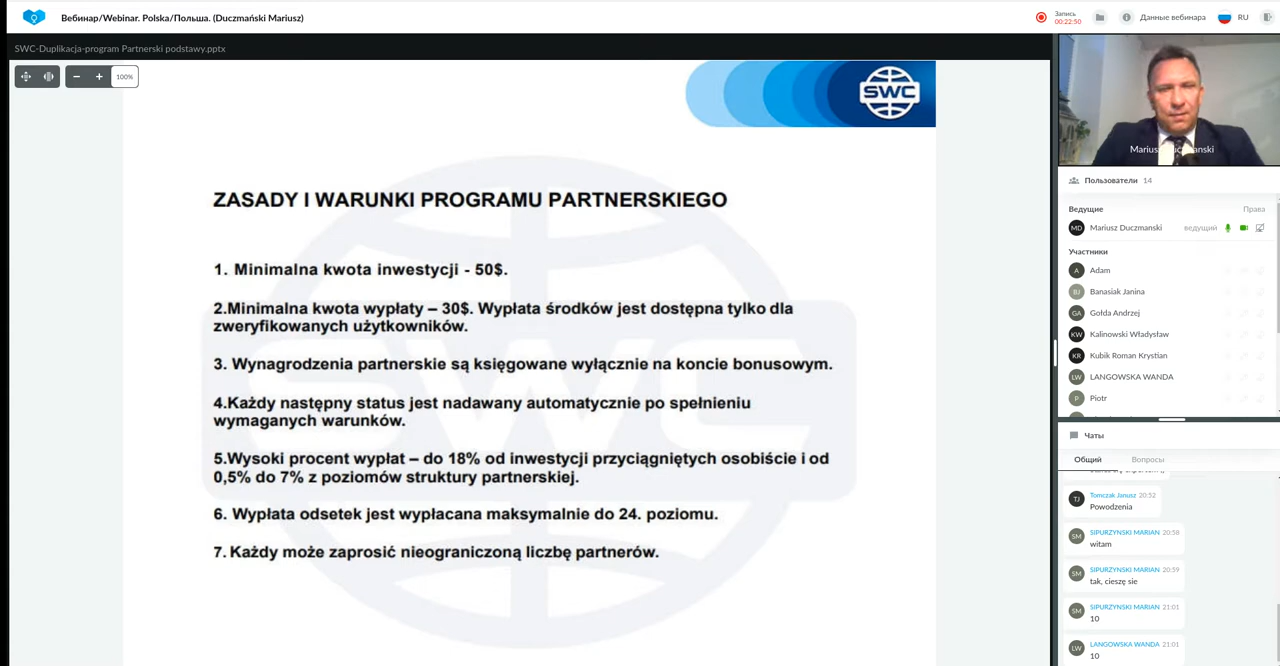 Вебинар/Webinar. Polska/Польша. (Duczmański Mariusz)
Запись
00:22:50
Данные вебинара
RU
SWC-Duplikacja-program Partnerski podstawy.pptx
100%
SWC
ZASADY I WARUNKI PROGRAMU PARTNERSKIEGO
1. Minimalna kwota inwestycji - 50$.
2.Minimalna kwota wypłaty – 30$. Wypłata środków jest dostępna tylko dla
zweryfikowanych użytkowników.
3. Wynagrodzenia partnerskie są księgowane wyłącznie na koncie bonusowym.
4.Każdy następny status jest nadawany automatycznie po spełnieniu
wymaganych warunków.
5.Wysoki procent wypłat – do 18% od inwestycji przyciągniętych osobiście i od
0,5% do 7% z poziomów struktury partnerskiej.
6. Wypłata odsetek jest wypłacana maksymalnie do 24. poziomu.
7. Każdy może zaprosić nieograniczoną liczbę partnerów.
Mariusz Duczmanski
Пользователи 14
Ведущие Права
MD Mariusz Duczmanski ведущий
Участники
A Adam
BJ Banasiak Janina
GA Gołda Andrzej
KW Kalinowski Władysław
KR Kubik Roman Krystian
LW LANGOWSKA WANDA
P Piotr
Чаты
Общий Вопросы
TJ Tomczak Janusz 20:52
Powodzenia
SM SIPURZYNSKI MARIAN 20:58
witam
SM SIPURZYNSKI MARIAN 20:59
tak, cieszę sie
SM SIPURZYNSKI MARIAN 21:01
10
LW LANGOWSKA WANDA 21:01
10